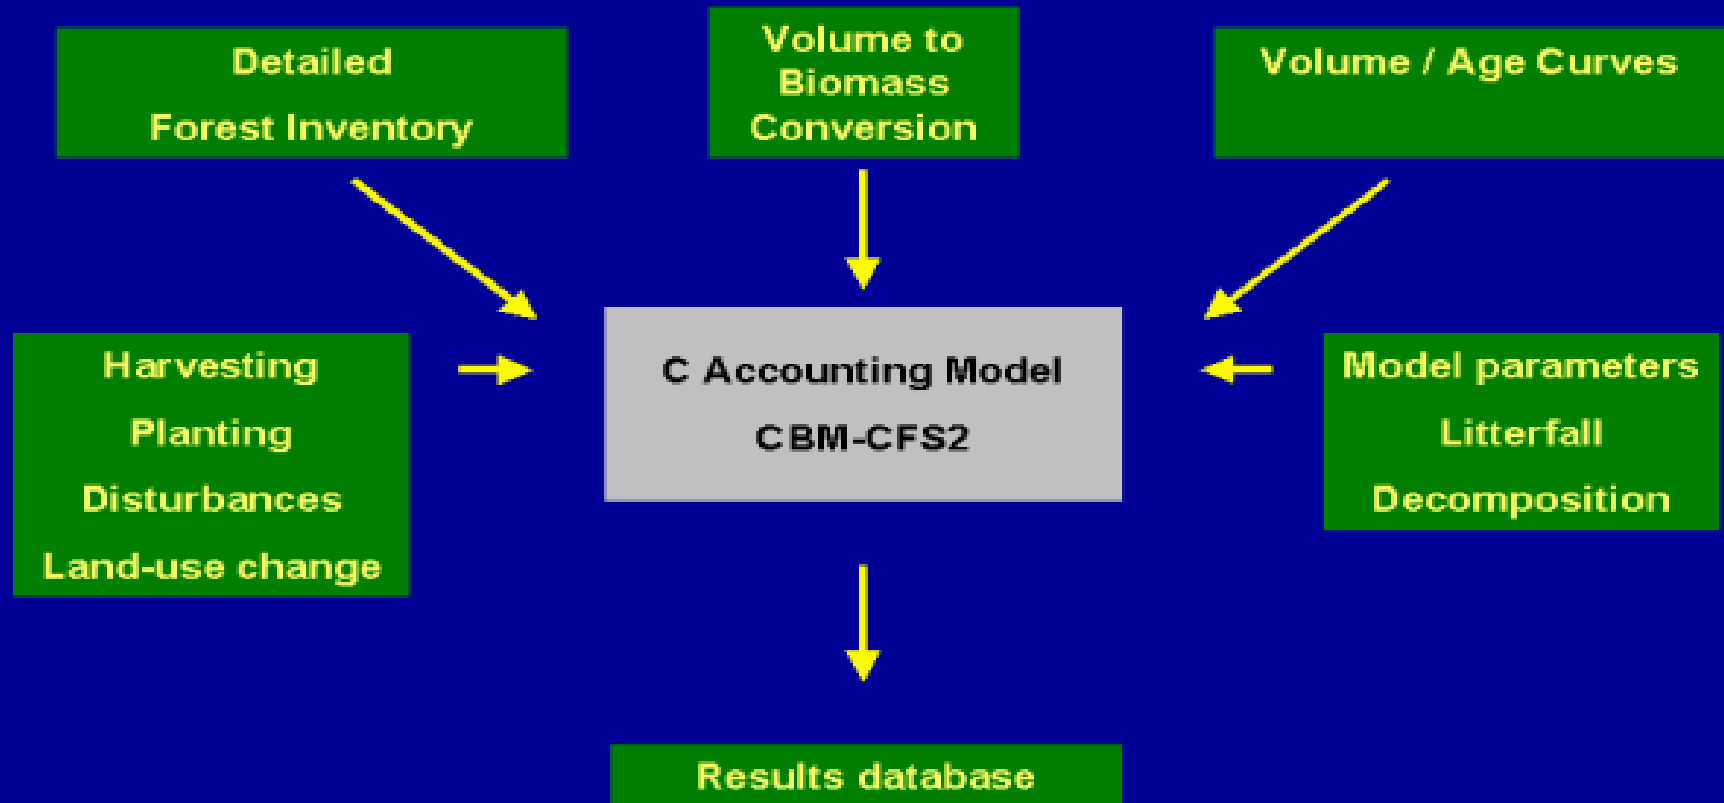 Detailed
Forest Inventory
Volume to
Biomass
Conversion
Volume / Age Curves
Harvesting
Planting
Disturbances
Land-use change
C Accounting Model
CBM-CFS2
Model parameters
Litterfall
Decomposition
Results database